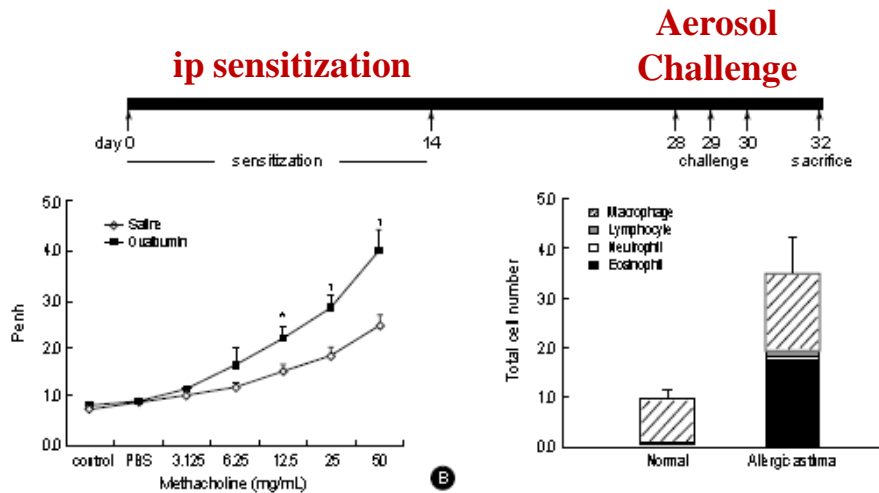 ip sensitization
Aerosol
Challenge
day 0 14 28 29 30 32
sensitization challenge sacrifice
5.0
4.0
3.0
2.0
1.0
0.0
Penh
Saline
Ovalbumin
*
control PBS 3.125 6.25 12.5 25 50
Methacholine (mg/mL)
B
5.0
4.0
3.0
2.0
1.0
0.0
Total cell number
Macrophage
Lymphocyte
Neutrophil
Eosinophil
Normal Allergic asthma